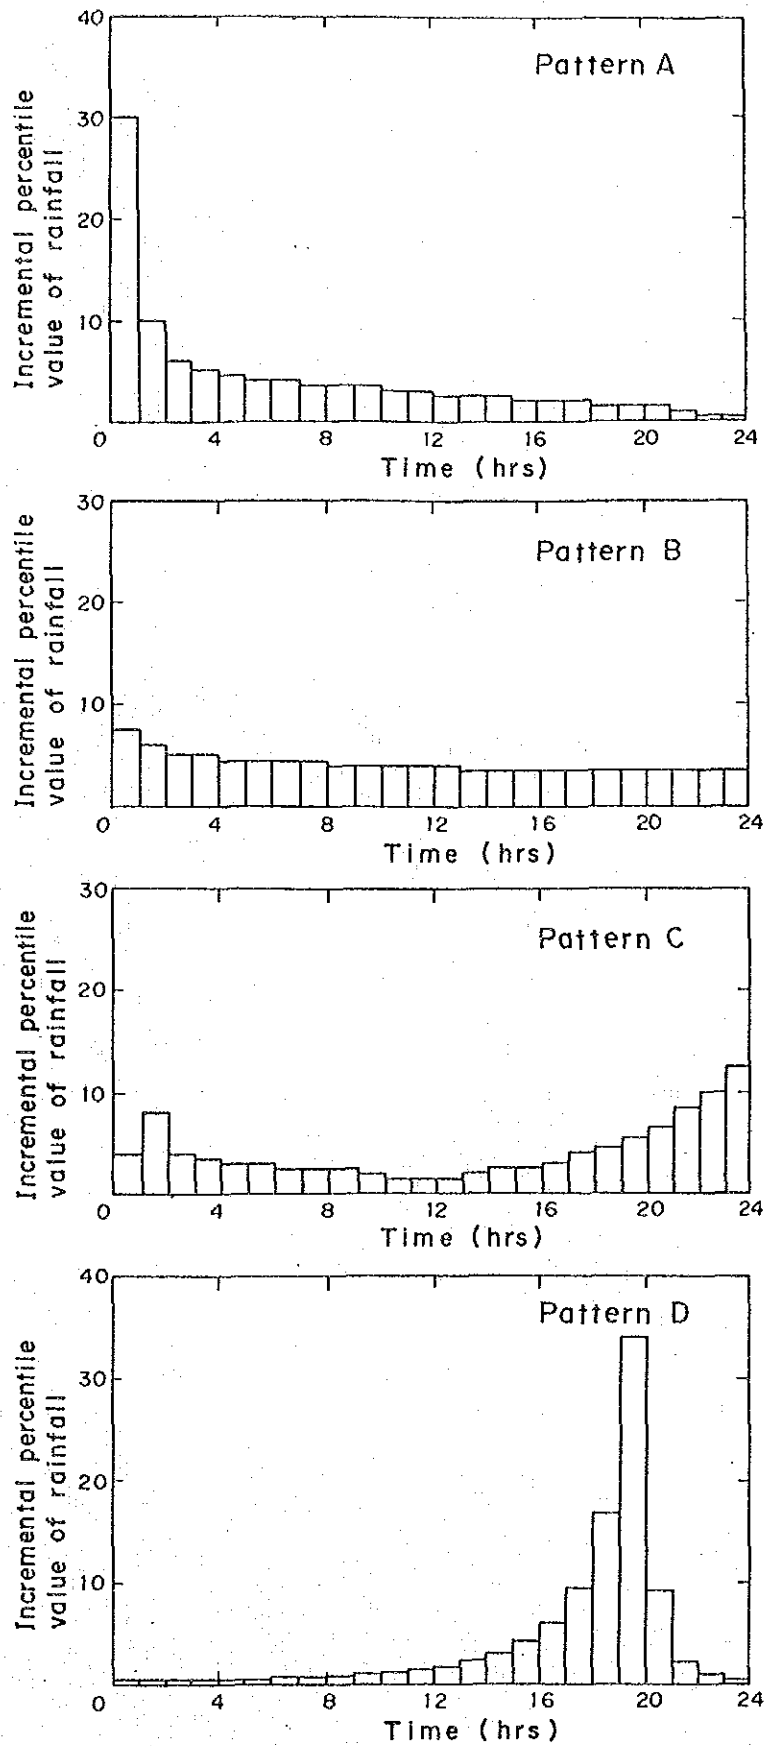 Pattern A
Incremental percentile
value of rainfall
40
30
20
10
0 4 8 12 16 20 24
Time (hrs)
Pattern B
Incremental percentile
value of rainfall
30
20
10
0 4 8 12 16 20 24
Time (hrs)
Pattern C
Incremental percentile
value of rainfall
30
20
10
0 4 8 12 16 20 24
Time (hrs)
Pattern D
Incremental percentile
value of rainfall
40
30
20
10
0 4 8 12 16 20 24
Time (hrs)